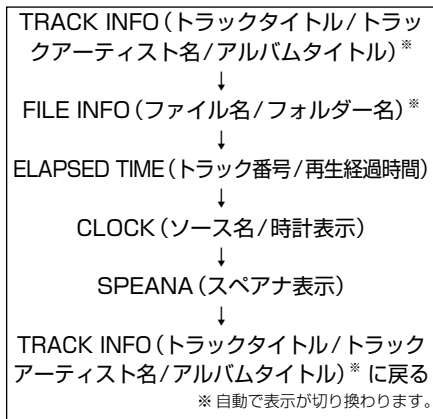 TRACK INFO（トラックタイトル/トラッ
クアーティスト名/アルバムタイトル）※
↓
FILE INFO（ファイル名/フォルダー名）※
↓
ELAPSED TIME（トラック番号/再生経過時間）
↓
CLOCK（ソース名/時計表示）
↓
SPEANA（スペアナ表示）
↓
TRACK INFO（トラックタイトル/トラック
アーティスト名/アルバムタイトル）※ に戻る
※ 自動で表示が切り換わります。